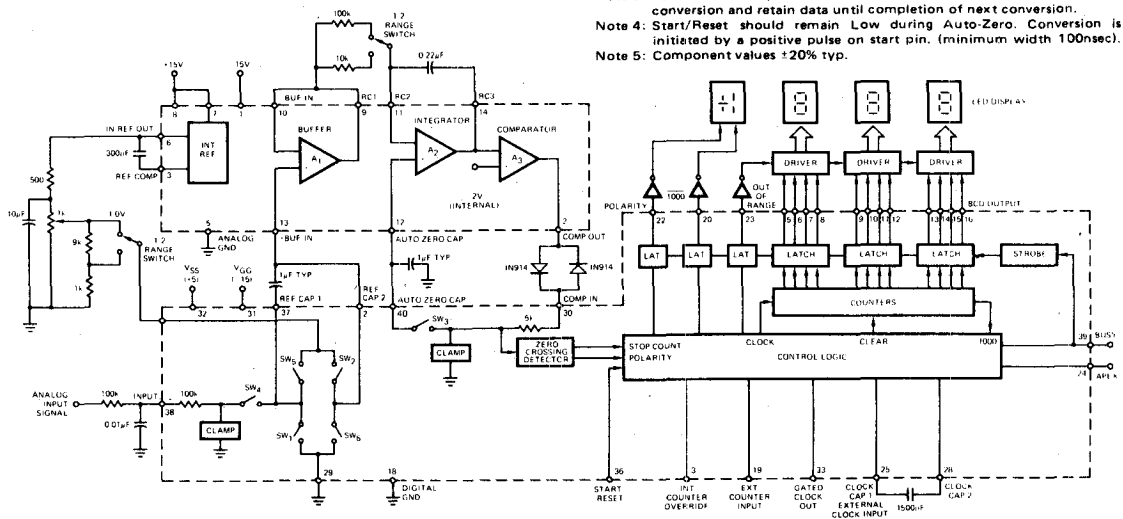 conversion and retain data until completion of next conversion.
Note 4: Start/Reset should remain Low during Auto-Zero. Conversion is
initiated by a positive pulse on start pin. (minimum width 100nsec).
Note 5: Component values ±20% typ.
100k
1.2
RANGE
SWITCH
10k
0.22µF
+15V
15V
8
7
1
BUF IN
10
RC1
9
RC2
11
RC3
14
IN REF OUT
6
300µF
REF COMP
3
INT
REF
BUFFER
A1
INTEGRATOR
A2
COMPARATOR
A3
2V
(INTERNAL)
LED DISPLAY
DRIVER
DRIVER
DRIVER
500
10µF
1k
1.0V
9k
1k
1.2
RANGE
SWITCH
5
ANALOG
GND
13
+BUF IN
12
AUTO ZERO CAP
2
COMP OUT
POLARITY
22
1000
20
OUT
OF
RANGE
23
5
6
7
8
9
10
11
12
13
14
15
16
BCD OUTPUT
LAT
LAT
LAT
LATCH
LATCH
LATCH
STROBE
COUNTERS
VSS
(+5)
32
VGG
(-15)
31
1µF TYP
REF CAP 1
37
REF
CAP 2
2
1µF TYP
AUTO ZERO CAP
40
IN914
IN914
COMP IN
30
SW3
5k
CLAMP
ZERO
CROSSING
DETECTOR
STOP COUNT
POLARITY
CLOCK
CLEAR
1000
CONTROL LOGIC
39
BUSY
24
SW5
SW2
SW1
SW6
ANALOG
INPUT
SIGNAL
100k
0.01µF
INPUT
38
100k
CLAMP
SW4
29
18
DIGITAL
GND
36
START
RESET
3
INT
COUNTER
OVERRIDE
19
EXT
COUNTER
INPUT
33
GATED
CLOCK
OUT
25
CLOCK
CAP 1
EXTERNAL
CLOCK INPUT
28
CLOCK
CAP 2